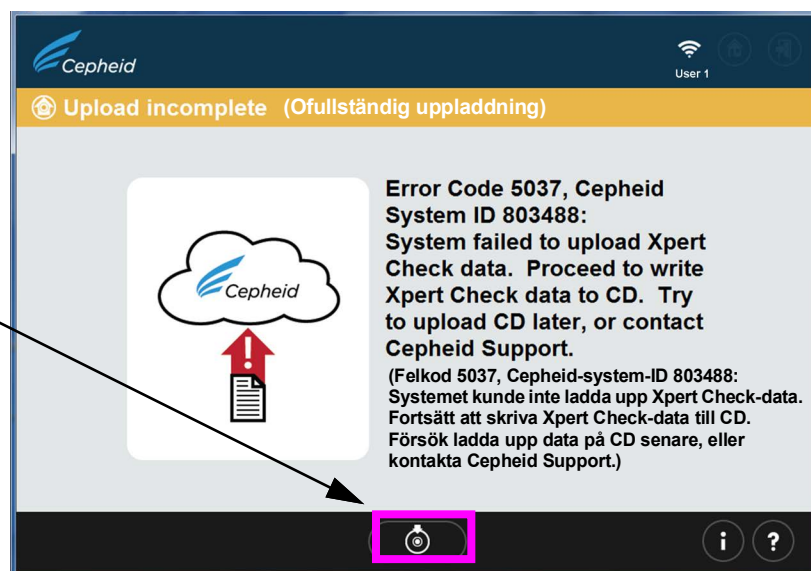 Cepheid
User 1
Upload incomplete (Ofullständig uppladdning)
Cepheid
Error Code 5037, Cepheid
System ID 803488:
System failed to upload Xpert
Check data. Proceed to write
Xpert Check data to CD. Try
to upload CD later, or contact
Cepheid Support.
(Felkod 5037, Cepheid-system-ID 803488:
Systemet kunde inte ladda upp Xpert Check-data.
Fortsätt att skriva Xpert Check-data till CD.
Försök ladda upp data på CD senare, eller
kontakta Cepheid Support.)
i ?